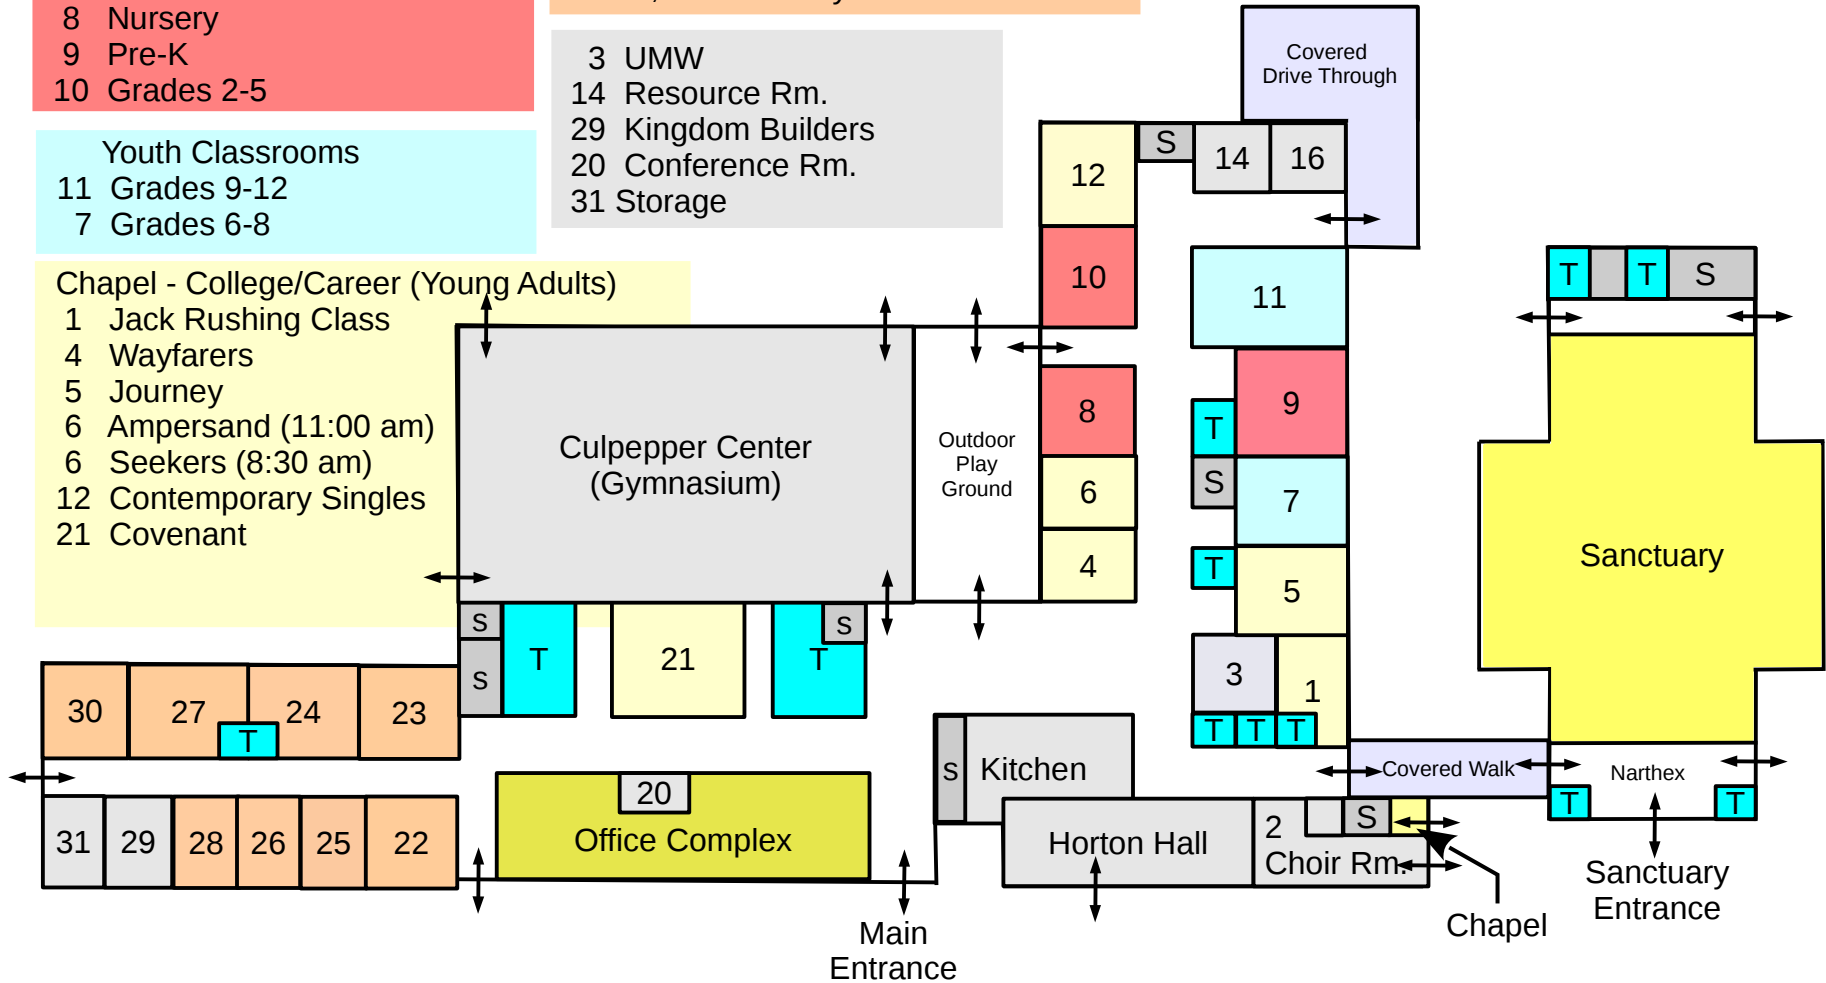 8 Nursery
9 Pre-K
10 Grades 2-5
Youth Classrooms
11 Grades 9-12
7 Grades 6-8
3 UMW
14 Resource Rm.
29 Kingdom Builders
20 Conference Rm.
31 Storage
Chapel - College/Career (Young Adults)
1 Jack Rushing Class
4 Wayfarers
5 Journey
6 Ampersand (11:00 am)
6 Seekers (8:30 am)
12 Contemporary Singles
21 Covenant
Covered
Drive Through
12
S
14
16
10
11
T
T
S
Culpepper Center
(Gymnasium)
Outdoor
Play
Ground
8
6
4
T
9
S
7
T
5
3
1
T
T
T
Sanctuary
s
s
T
21
s
T
30
27
24
23
T
31
29
28
26
25
22
20
Office Complex
s
Kitchen
Horton Hall
2
Choir Rm.
S
Covered Walk
Narthex
T
T
Main
Entrance
Chapel
Sanctuary
Entrance